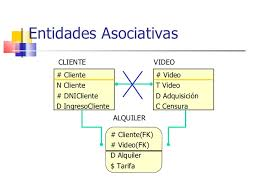 Entidades Asociativas
CLIENTE
# Cliente
N Cliente
# DNICliente
D IngresoCliente
VIDEO
# Video
T Video
D Adquisición
C Censura
ALQUILER
# Cliente(FK)
# Video(FK)
D Alquiler
$ Tarifa